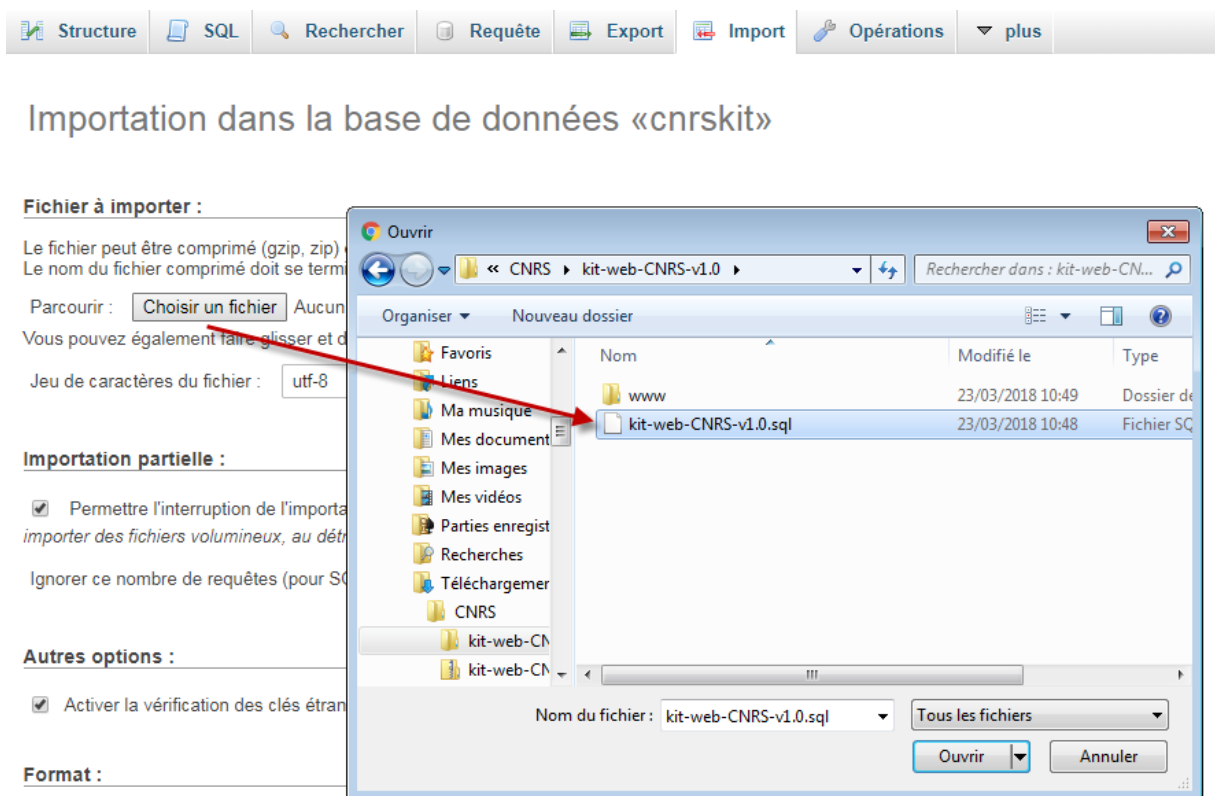 Structure SQL Rechercher Requête Export Import Opérations plus
Importation dans la base de données «cnrskit»
Fichier à importer :
Le fichier peut être comprimé (gzip, zip)
Le nom du fichier comprimé doit se termi
Parcourir : Choisir un fichier Aucun
Vous pouvez également faire glisser et d
Jeu de caractères du fichier : utf-8
Importation partielle :
Permettre l'interruption de l'importa
importer des fichiers volumineux, au détr
Ignorer ce nombre de requêtes (pour SQ
Autres options :
Activer la vérification des clés étran
Format :
Ouvrir
« CNRS kit-web-CNRS-v1.0
Rechercher dans : kit-web-CN...
Organiser Nouveau dossier
Favoris
Liens
Ma musique
Mes document
Mes images
Mes vidéos
Parties enregist
Recherches
Téléchargemer
CNRS
kit-web-CN
kit-web-CN
Nom Modifié le Type
www 23/03/2018 10:49 Dossier de
kit-web-CNRS-v1.0.sql 23/03/2018 10:48 Fichier SQ
Nom du fichier : kit-web-CNRS-v1.0.sql Tous les fichiers
Ouvrir Annuler